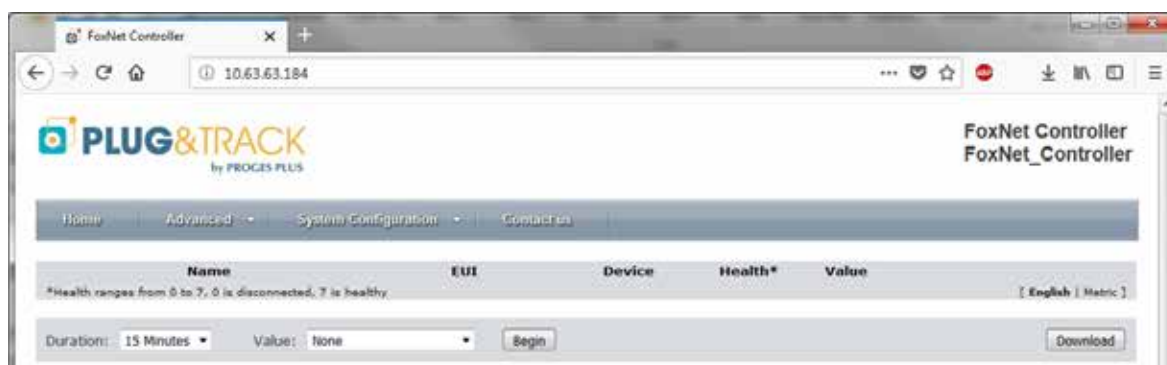 FoxNet Controller
10.63.63.184
PLUG&TRACK
by PROGES PLUS
FoxNet Controller
FoxNet_Controller
Home Advanced System Configuration Contact us
Name EUI Device Health* Value
*Health ranges from 0 to 7, 0 is disconnected, 7 is healthy
[ English | Metric ]
Duration: 15 Minutes Value: None Begin Download